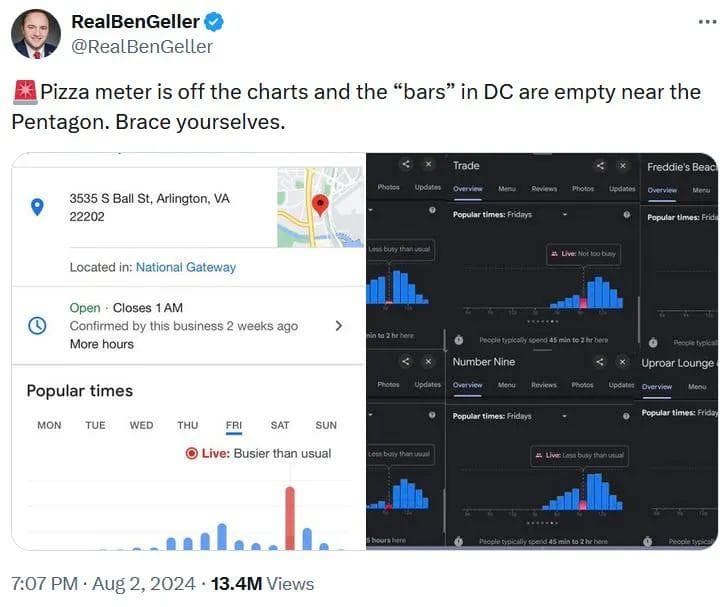 RealBenGeller
@RealBenGeller
🚨Pizza meter is off the charts and the “bars” in DC are empty near the
Pentagon. Brace yourselves.
3535 S Ball St, Arlington, VA
22202
Located in: National Gateway
Open · Closes 1 AM
Confirmed by this business 2 weeks ago
More hours
Popular times
MON TUE WED THU FRI SAT SUN
Live: Busier than usual
Photos Updates
Less busy than usual
min to 2 hr here
Trade
Overview Menu Reviews Photos Updates
Popular times: Fridays
Live: Not too busy
People typically spend 45 min to 2 hr here
Freddie's Beac
Overview Menu
Popular times: Frida
People typical
Photos Updates
Less busy than usual
hours here
Number Nine
Overview Menu Reviews Photos Updates
Popular times: Fridays
Live: Less busy than usual
People typically spend 45 min to 2 hr here
Uproar Lounge
Overview Menu
Popular times: Friday
People typica
7:07 PM · Aug 2, 2024 · 13.4M Views